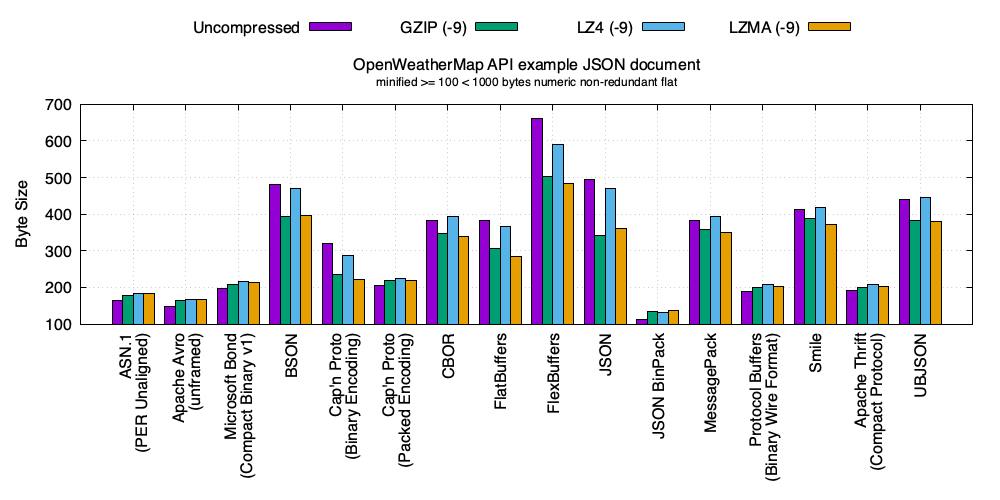 Uncompressed GZIP (-9) LZ4 (-9) LZMA (-9)
OpenWeatherMap API example JSON document
minified >= 100 < 1000 bytes numeric non-redundant flat
Byte Size
700
600
500
400
300
200
100
ASN.1
(PER Unaligned)
Apache Avro
(unframed)
Microsoft Bond
(Compact Binary v1)
BSON
Cap'n Proto
(Binary Encoding)
Cap'n Proto
(Packed Encoding)
CBOR
FlatBuffers
FlexBuffers
JSON
JSON BinPack
MessagePack
Protocol Buffers
(Binary Wire Format)
Smile
Apache Thrift
(Compact Protocol)
UBJSON